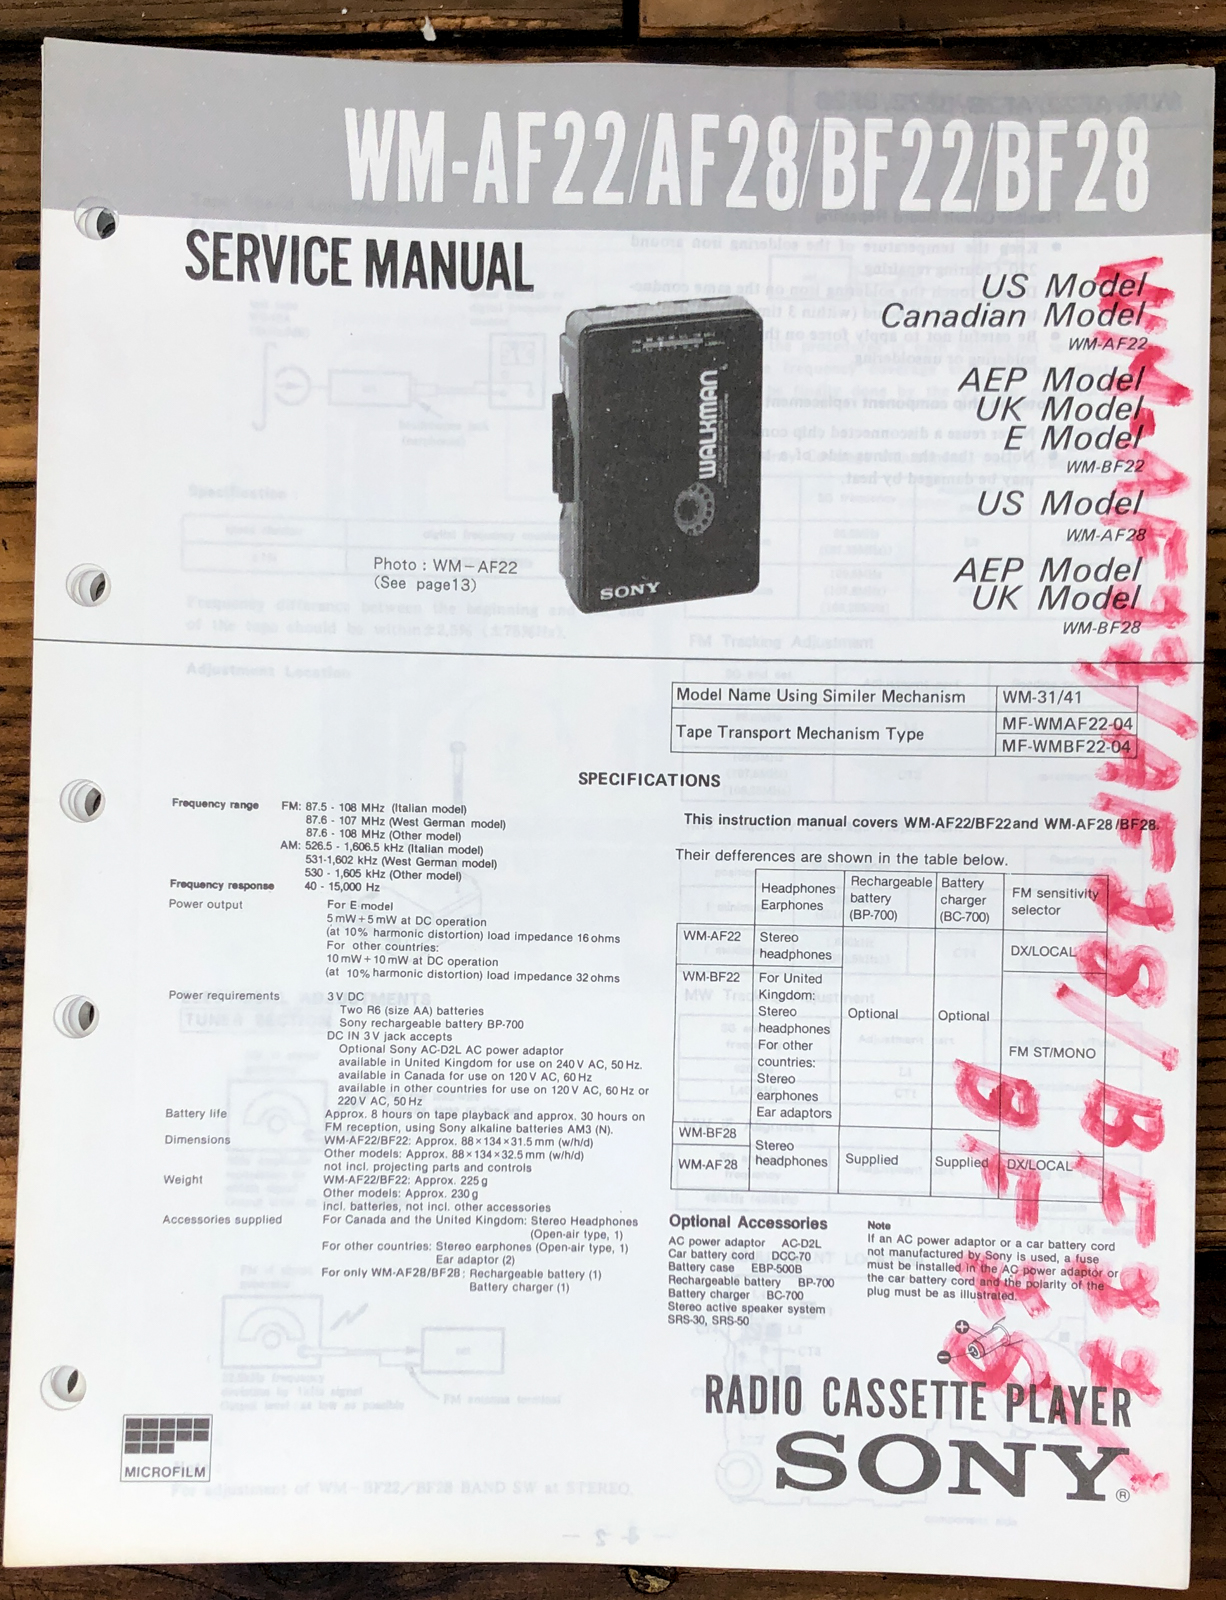 WM-AF22/AF28/BF22/BF28
SERVICE MANUAL
US Model
Canadian Model
WM-AF22
AEP Model
UK Model
E Model
WM-BF22
US Model
WM-AF28
AEP Model
UK Model
WM-BF28
WALKMAN
SONY
Photo : WM-AF22
(See page13)
Model Name Using Similer Mechanism WM-31/41
Tape Transport Mechanism Type MF-WMAF22-04
MF-WMBF22-04
SPECIFICATIONS
Frequency range FM: 87.5 - 108 MHz (Italian model)
87.6 - 107 MHz (West German model)
87.6 - 108 MHz (Other model)
AM: 526.5 - 1,606.5 kHz (Italian model)
531-1,602 kHz (West German model)
530 - 1,605 kHz (Other model)
Frequency response 40 - 15,000 Hz
Power output For E model
5 mW + 5 mW at DC operation
(at 10% harmonic distortion) load impedance 16 ohms
For other countries:
10 mW + 10 mW at DC operation
(at 10% harmonic distortion) load impedance 32 ohms
Power requirements 3 V DC
Two R6 (size AA) batteries
Sony rechargeable battery BP-700
DC IN 3 V jack accepts
Optional Sony AC-D2L AC power adaptor
available in United Kingdom for use on 240 V AC, 50 Hz.
available in Canada for use on 120 V AC, 60 Hz
available in other countries for use on 120 V AC, 60 Hz or
220 V AC, 50 Hz
Battery life Approx. 8 hours on tape playback and approx. 30 hours on
FM reception, using Sony alkaline batteries AM3 (N).
Dimensions WM-AF22/BF22: Approx. 88 × 134 × 31.5 mm (w/h/d)
Other models: Approx. 88 × 134 × 32.5 mm (w/h/d)
not incl. projecting parts and controls
Weight WM-AF22/BF22: Approx. 225 g
Other models: Approx. 230 g
incl. batteries, not incl. other accessories
Accessories supplied For Canada and the United Kingdom: Stereo Headphones
(Open-air type, 1)
For other countries: Stereo earphones (Open-air type, 1)
Ear adaptor (2)
For only WM-AF28/BF28 : Rechargeable battery (1)
Battery charger (1)
This instruction manual covers WM-AF22/BF22 and WM-AF28/BF28.
Their defferences are shown in the table below.
Headphones Earphones
Rechargeable battery (BP-700)
Battery charger (BC-700)
FM sensitivity selector
WM-AF22 Stereo headphones DX/LOCAL
WM-BF22 For United Kingdom: Stereo headphones For other countries: Stereo earphones Ear adaptors Optional Optional FM ST/MONO
WM-BF28
WM-AF28 Stereo headphones Supplied Supplied DX/LOCAL
Optional Accessories
AC power adaptor AC-D2L
Car battery cord DCC-70
Battery case EBP-500B
Rechargeable battery BP-700
Battery charger BC-700
Stereo active speaker system
SRS-30, SRS-50
Note
If an AC power adaptor or a car battery cord
not manufactured by Sony is used, a fuse
must be installed in the AC power adaptor or
the car battery cord and the polarity of the
plug must be as illustrated.
RADIO CASSETTE PLAYER
SONY®
MICROFILM